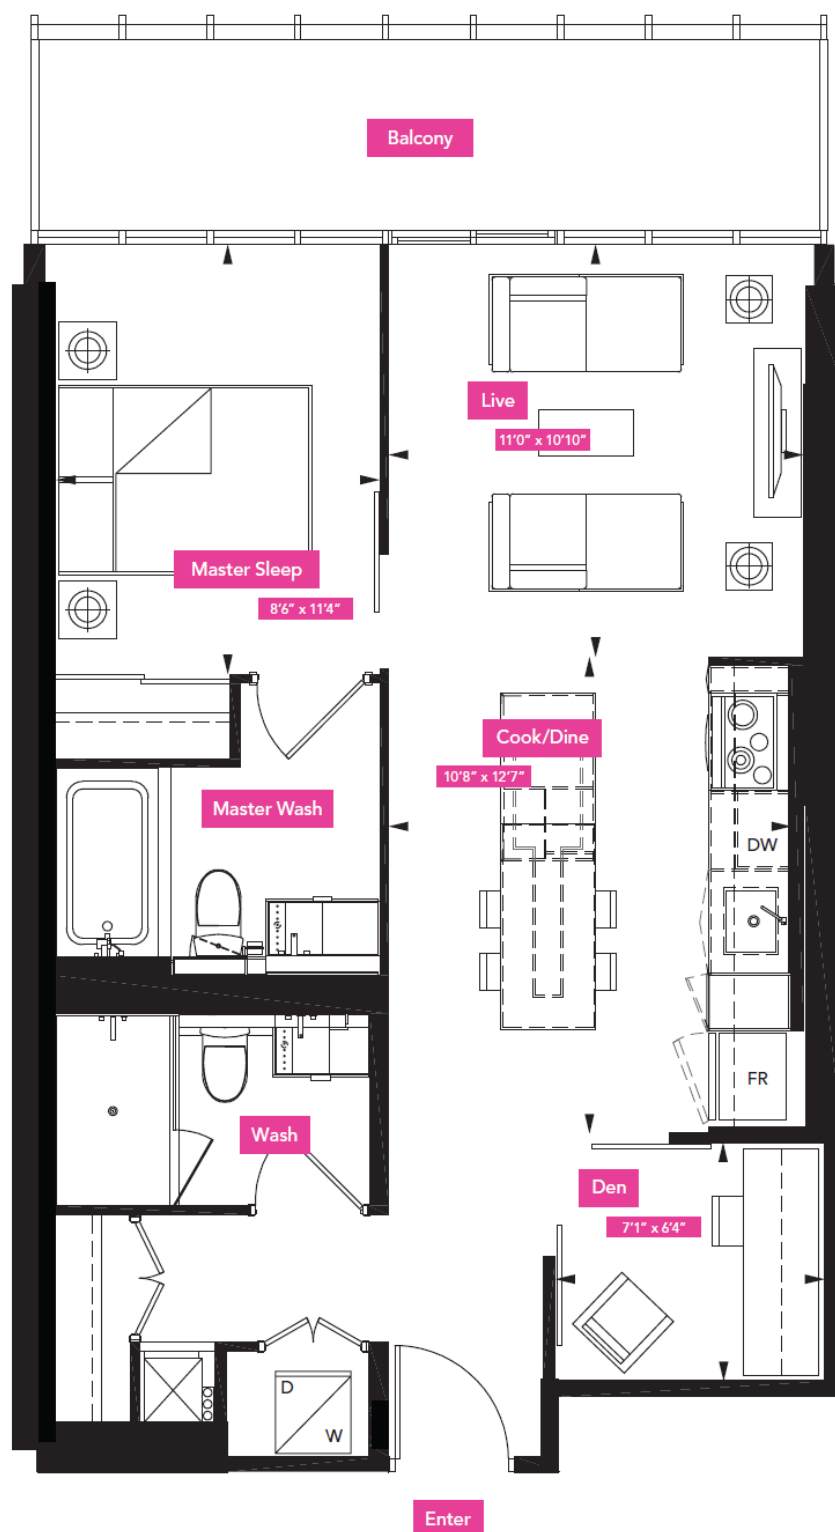 Balcony
Live
11'0" x 10'10"
Master Sleep
8'6" x 11'4"
Cook/Dine
10'8" x 12'7"
Master Wash
DW
FR
Wash
Den
7'1" x 6'4"
D
W
Enter